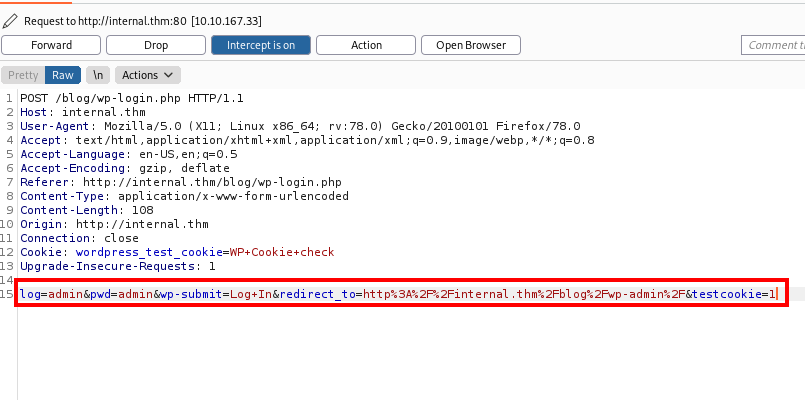 Request to http://internal.thm:80 [10.10.167.33]
Forward Drop Intercept is on Action Open Browser Comment th
Pretty Raw \n Actions
1 POST /blog/wp-login.php HTTP/1.1
2 Host: internal.thm
3 User-Agent: Mozilla/5.0 (X11; Linux x86_64; rv:78.0) Gecko/20100101 Firefox/78.0
4 Accept: text/html,application/xhtml+xml,application/xml;q=0.9,image/webp,*/*;q=0.8
5 Accept-Language: en-US,en;q=0.5
6 Accept-Encoding: gzip, deflate
7 Referer: http://internal.thm/blog/wp-login.php
8 Content-Type: application/x-www-form-urlencoded
9 Content-Length: 108
10 Origin: http://internal.thm
11 Connection: close
12 Cookie: wordpress_test_cookie=WP+Cookie+check
13 Upgrade-Insecure-Requests: 1
14
15 log=admin&pwd=admin&wp-submit=Log+In&redirect_to=http%3A%2F%2Finternal.thm%2Fblog%2Fwp-admin%2F&testcookie=1